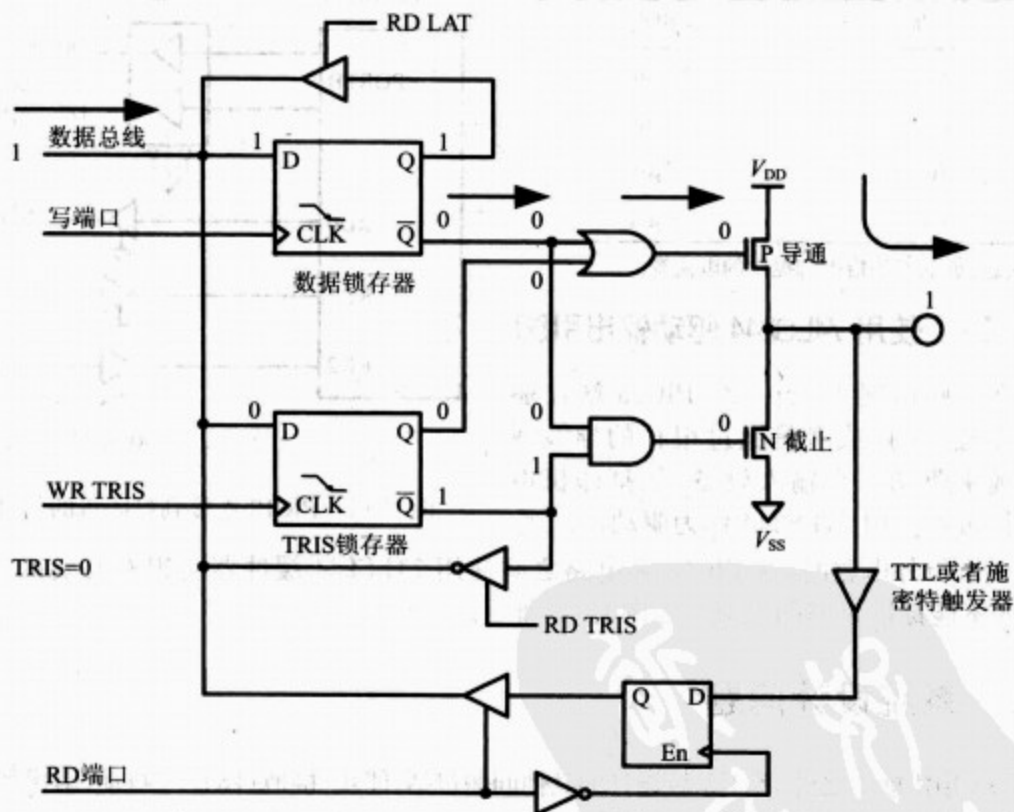 RD LAT
数据总线
1
1
D
Q
1
V_DD
写端口
CLK
Q̅
0
0
0
P 导通
数据锁存器
0
1
0
D
Q
0
0
0
N 截止
WR TRIS
CLK
Q̅
1
1
TRIS锁存器
V_SS
TRIS=0
TTL或者施
密特触发器
RD TRIS
Q
D
En
RD端口